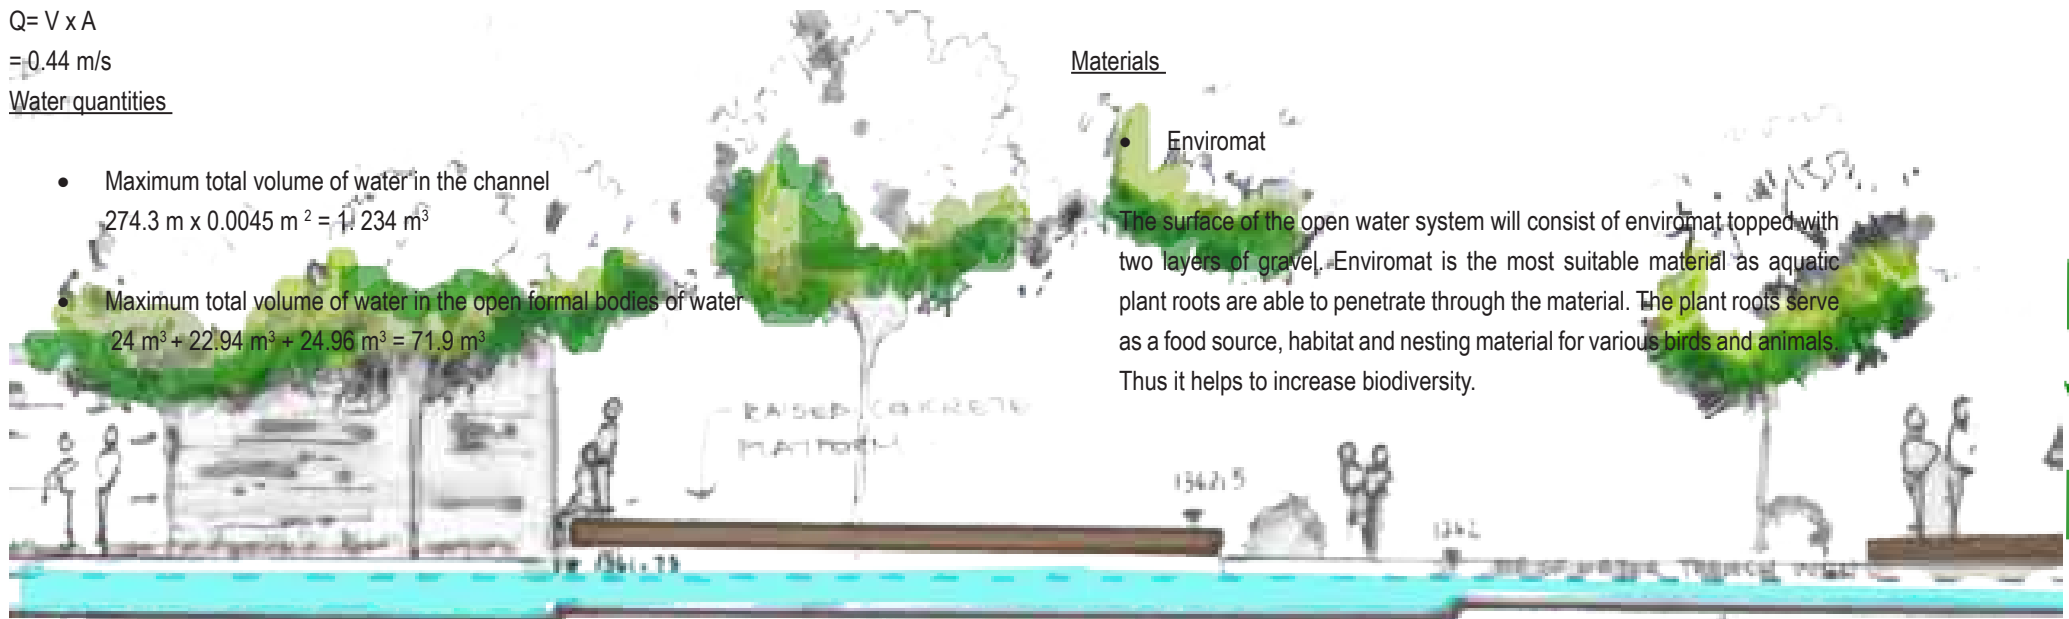 Q= V x A
= 0.44 m/s
Water quantities
• Maximum total volume of water in the channel
274.3 m x 0.0045 m ² = 1. 234 m³
• Maximum total volume of water in the open formal bodies of water
24 m³ + 22.94 m³ + 24.96 m³ = 71.9 m³
Materials
• Enviromat
The surface of the open water system will consist of enviromat topped with
two layers of gravel. Enviromat is the most suitable material as aquatic
plant roots are able to penetrate through the material. The plant roots serve
as a food source, habitat and nesting material for various birds and animals.
Thus it helps to increase biodiversity.
RAISED CONCRETE
PLATFORM
1362.5